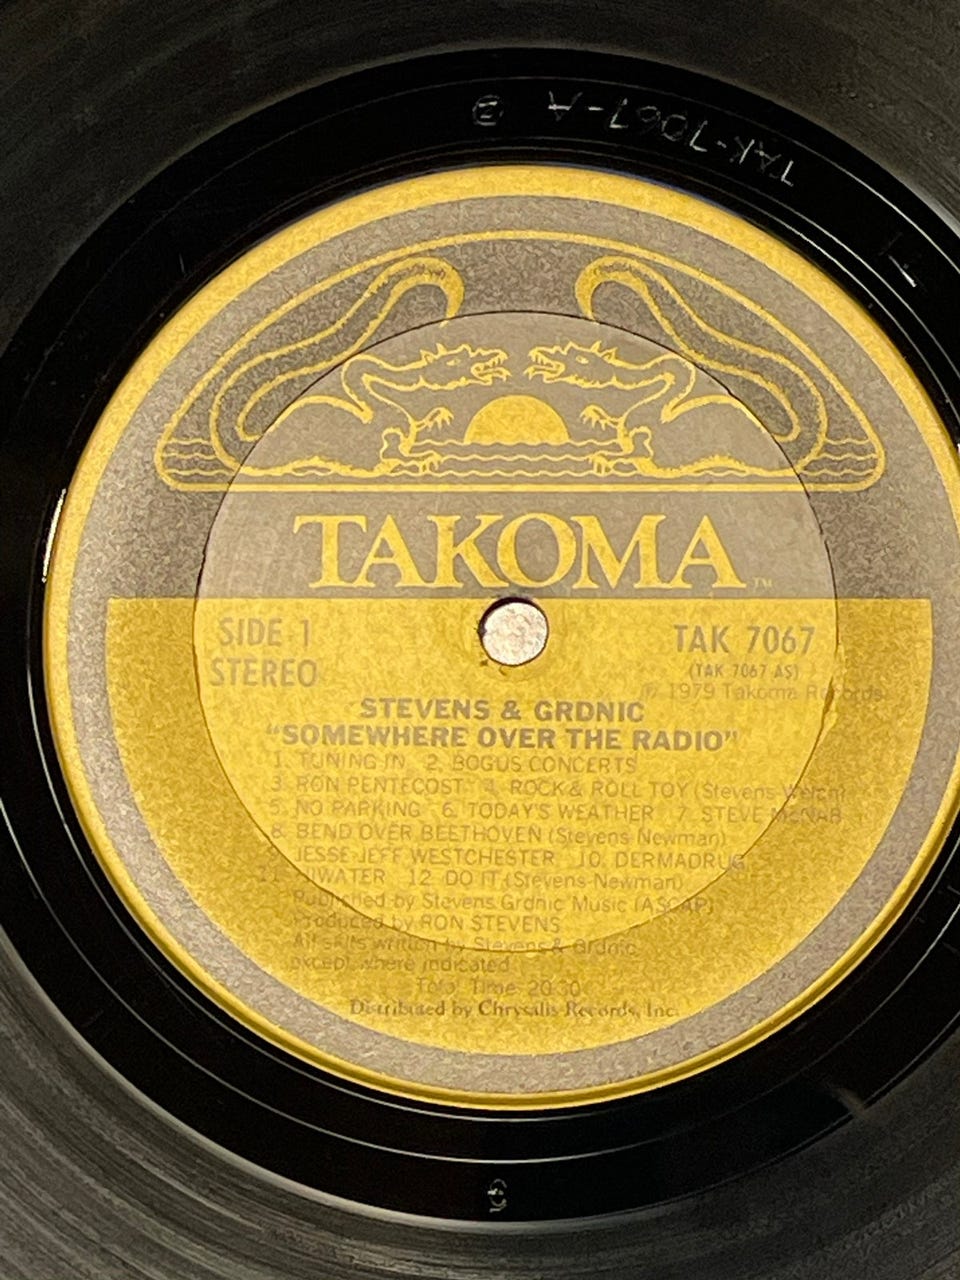 TAK-7067-A 3
TAKOMA™
SIDE 1
STEREO
TAK 7067
(TAK 7067 AS)
℗ 1979 Takoma Records
STEVENS & GRDNIC
"SOMEWHERE OVER THE RADIO"
1. TUNING IN 2. BOGUS CONCERTS
3. RON PENTECOST 4. ROCK & ROLL TOY (Stevens-Welch)
5. NO PARKING 6. TODAY'S WEATHER 7. STEVE MCNAB
8. BEND OVER BEETHOVEN (Stevens-Newman)
9. JESSE JEFF WESTCHESTER 10. DERMADRUG
11. 12. DO IT (Stevens-Newman)
Published by Stevens Grdnic Music (ASCAP)
Produced by RON STEVENS
All skits written by Stevens & Grdnic
except where indicated
Total Time
Distributed by Chrysalis Records, Inc.